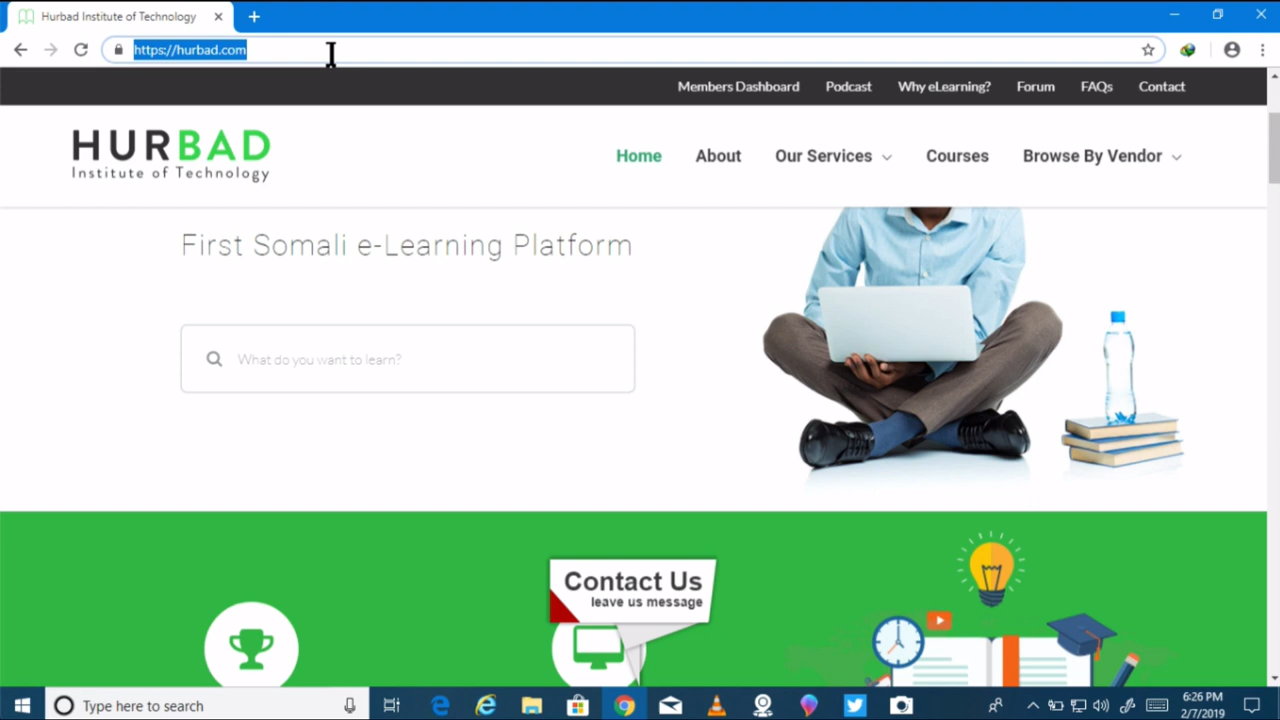 Hurbad Institute of Technology
https://hurbad.com
Members Dashboard Podcast Why eLearning? Forum FAQs Contact
HURBAD
Institute of Technology
Home About Our Services Courses Browse By Vendor
First Somali e-Learning Platform
What do you want to learn?
Contact Us
leave us message
Type here to search
6:26 PM
2/7/2019